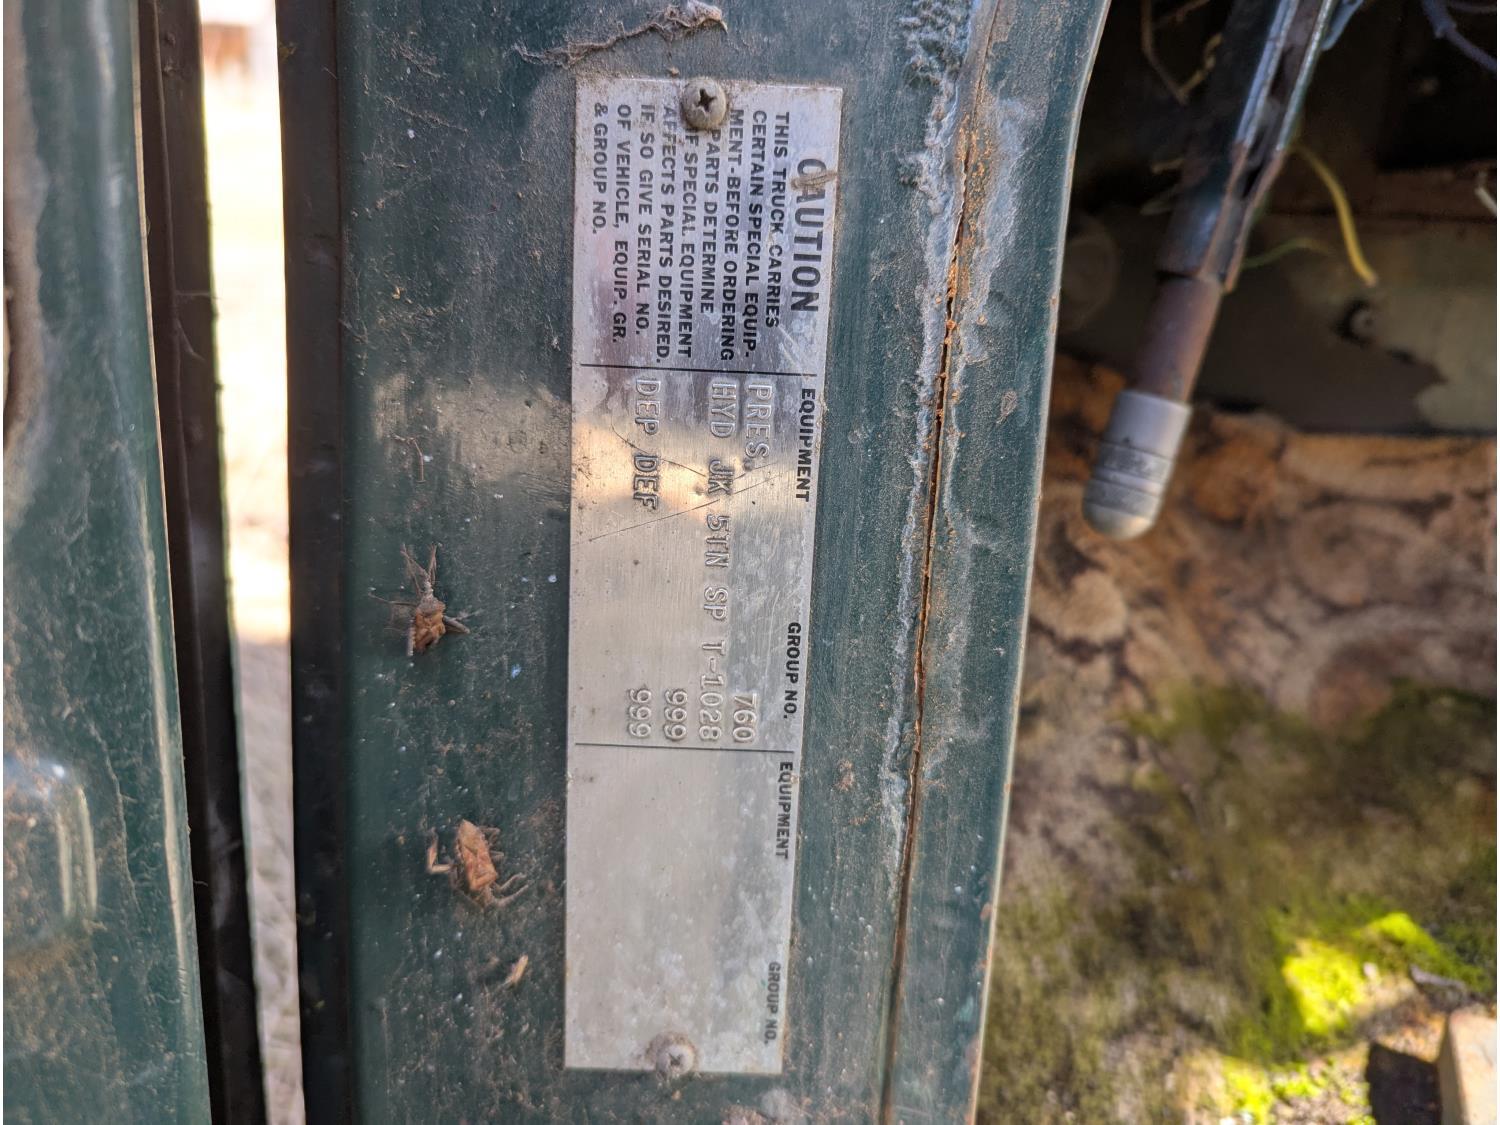 CAUTION
THIS TRUCK CARRIES
CERTAIN SPECIAL EQUIP-
MENT-BEFORE ORDERING
PARTS DETERMINE
IF SPECIAL EQUIPMENT
AFFECTS PARTS DESIRED.
IF SO GIVE SERIAL NO.
OF VEHICLE, EQUIP. GR.
& GROUP NO.
EQUIPMENT GROUP NO.
PRES. 760
HYD JK 5TN SP T-1028
999
DEP DEF 999
EQUIPMENT GROUP NO.